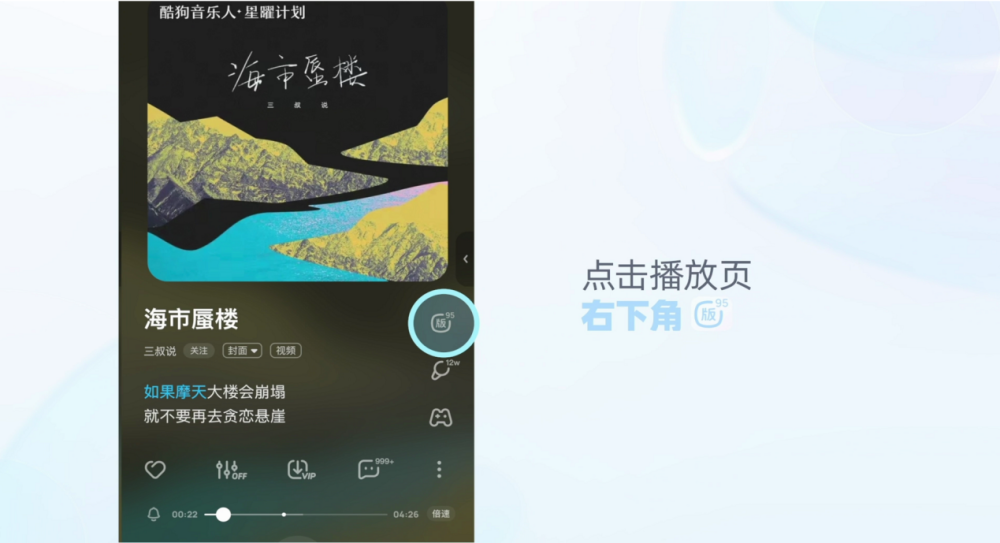 酷狗音乐人·星曜计划
海市蜃楼
三叔说
版 95
海市蜃楼
三叔说 关注 封面 视频
12w
如果摩天大楼会崩塌
就不要再去贪恋悬崖
OFF VIP 999+
00:22 04:26 倍速
点击播放页
右下角 版 95